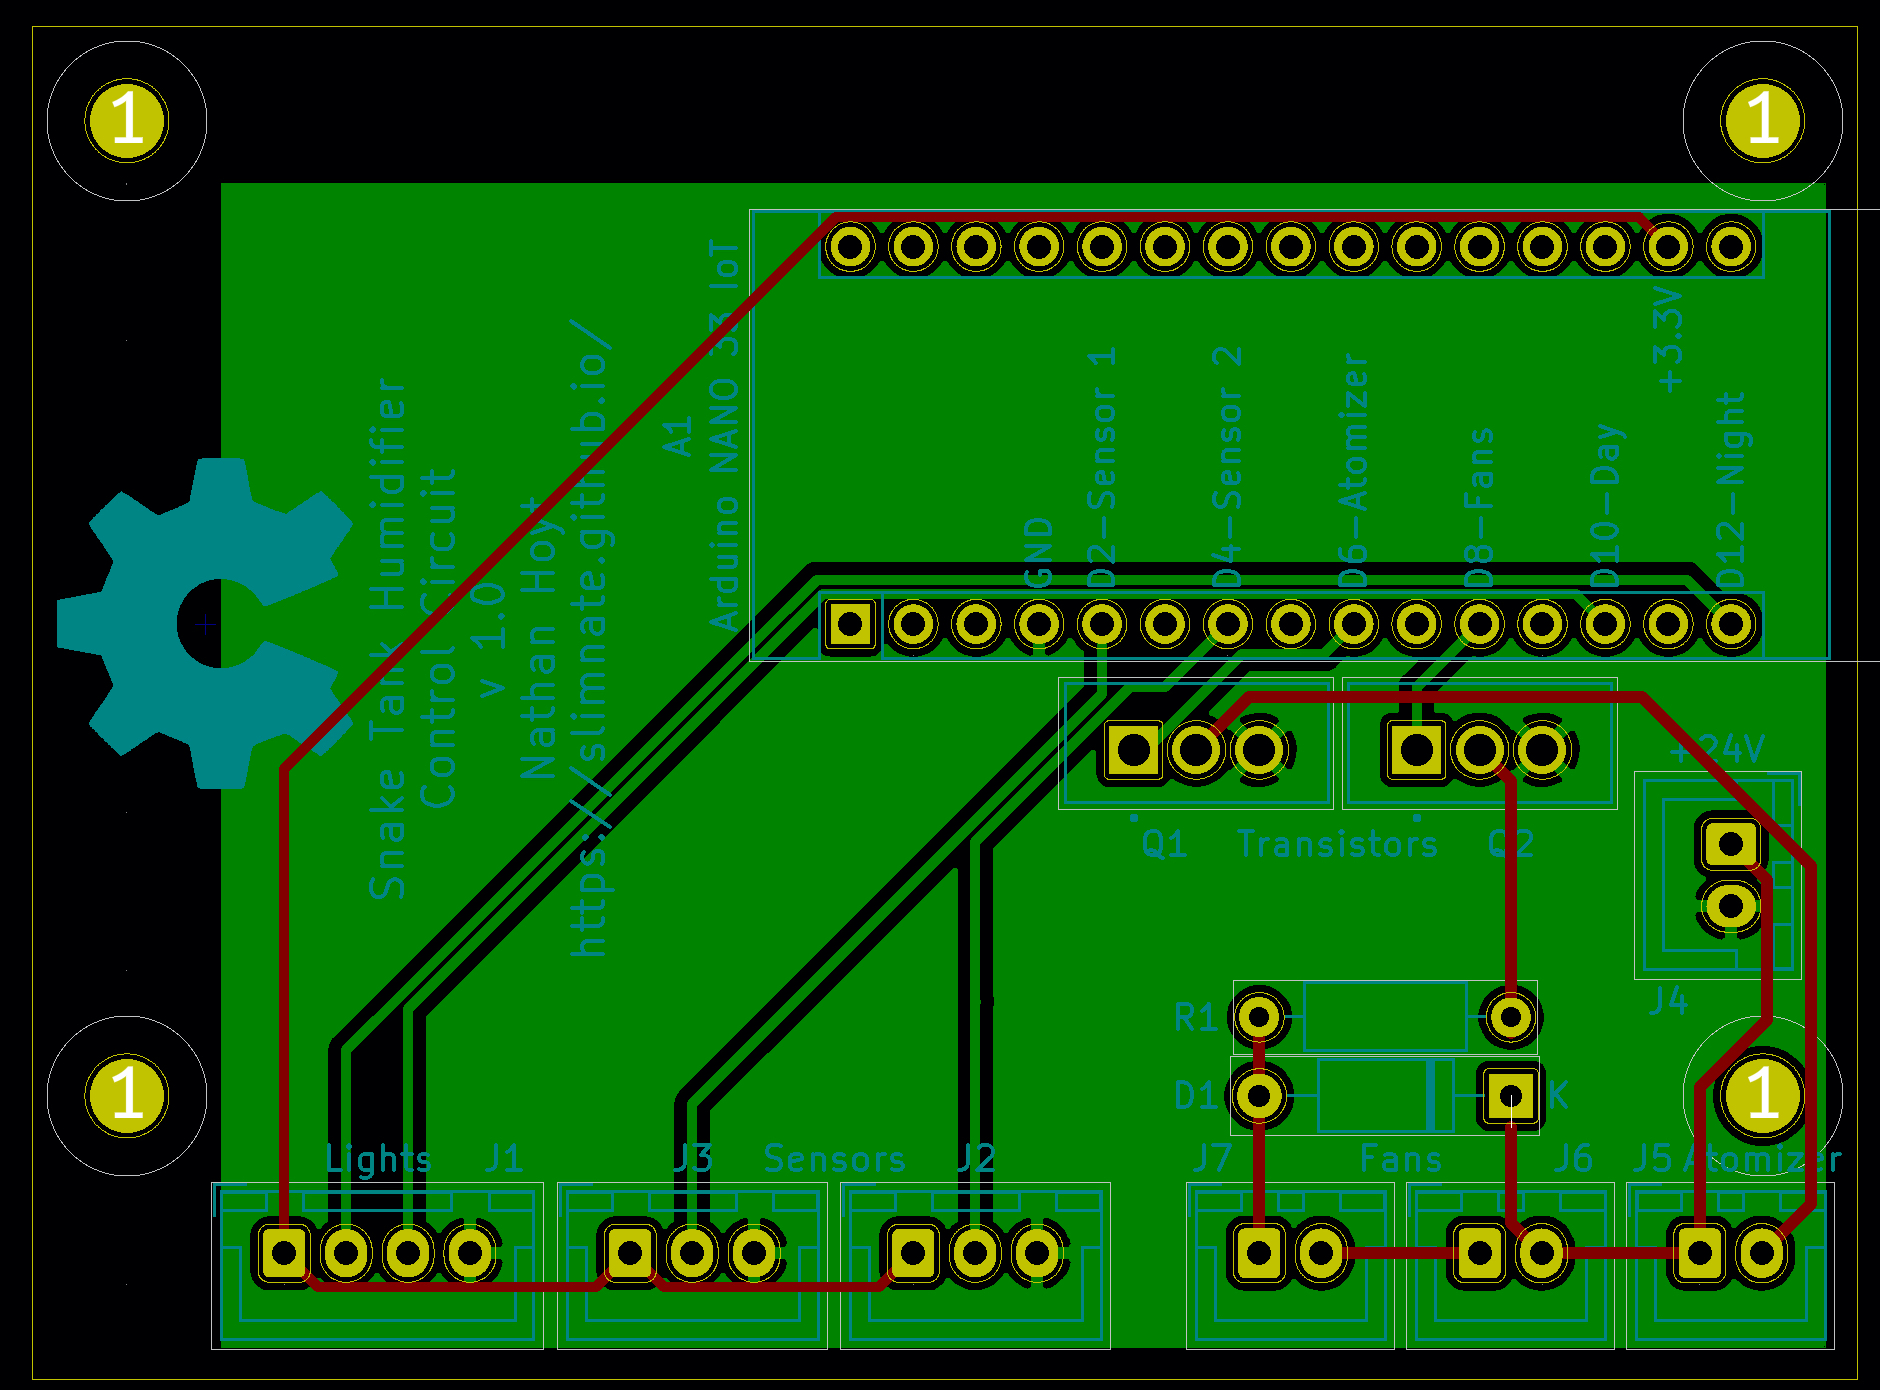 1
1
Snake Tank Humidifier
Control Circuit
v 1.0
Nathan Hoyt
https://slimnate.github.io/
A1
Arduino NANO 33 IoT
GND
D2-Sensor 1
D4-Sensor 2
D6-Atomizer
D8-Fans
D10-Day
+3.3V
D12-Night
Q1
Transistors
Q2
+24V
J4
R1
D1
K
1
1
Lights
J1
J3
Sensors
J2
J7
Fans
J6
J5
Atomizer